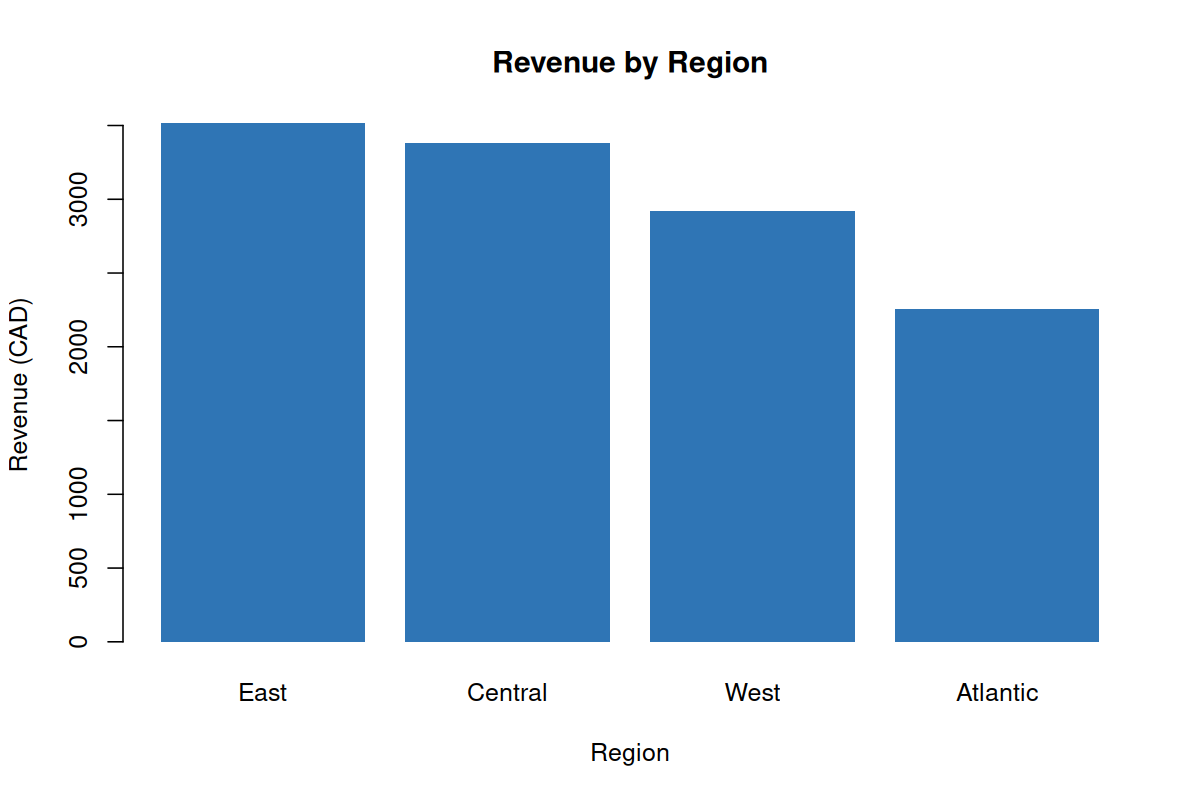 Revenue by Region
Revenue (CAD)
3000
2000
1000
500
0
East Central West Atlantic
Region